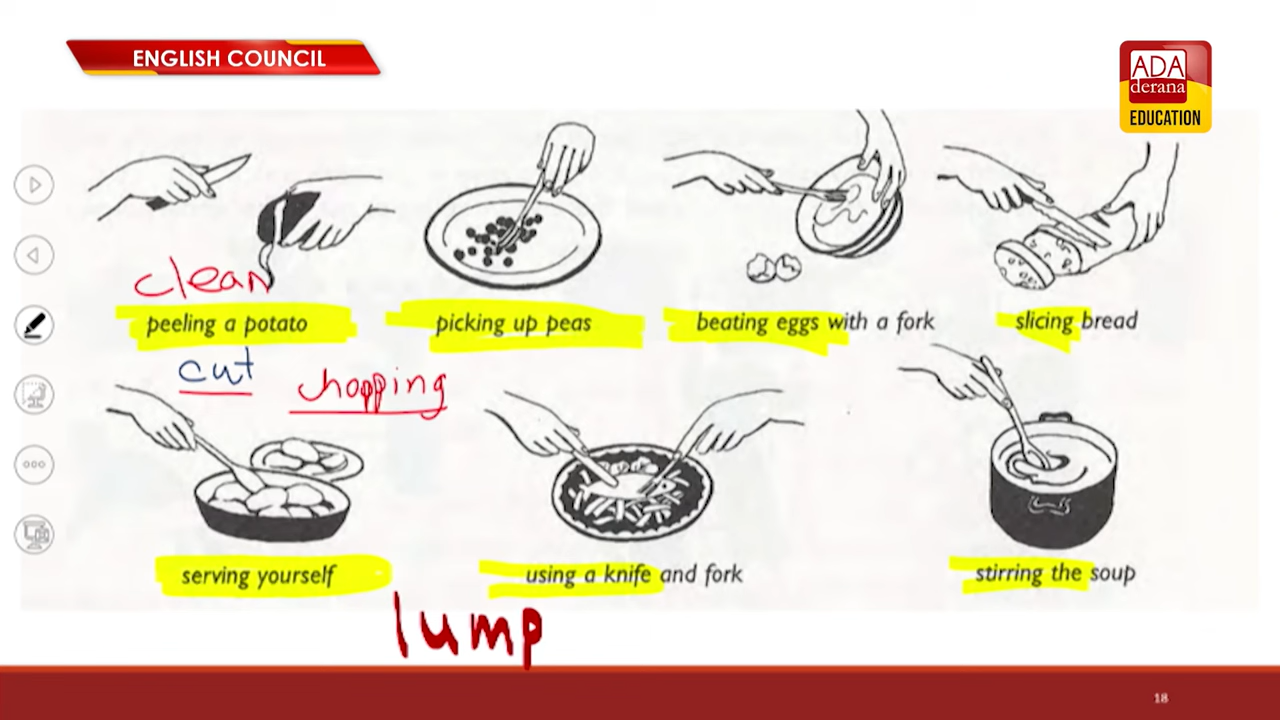 ENGLISH COUNCIL
ADA
derana
EDUCATION
clean
peeling a potato
picking up peas
beating eggs with a fork
slicing bread
cut
chopping
serving yourself
using a knife and fork
stirring the soup
lump
18